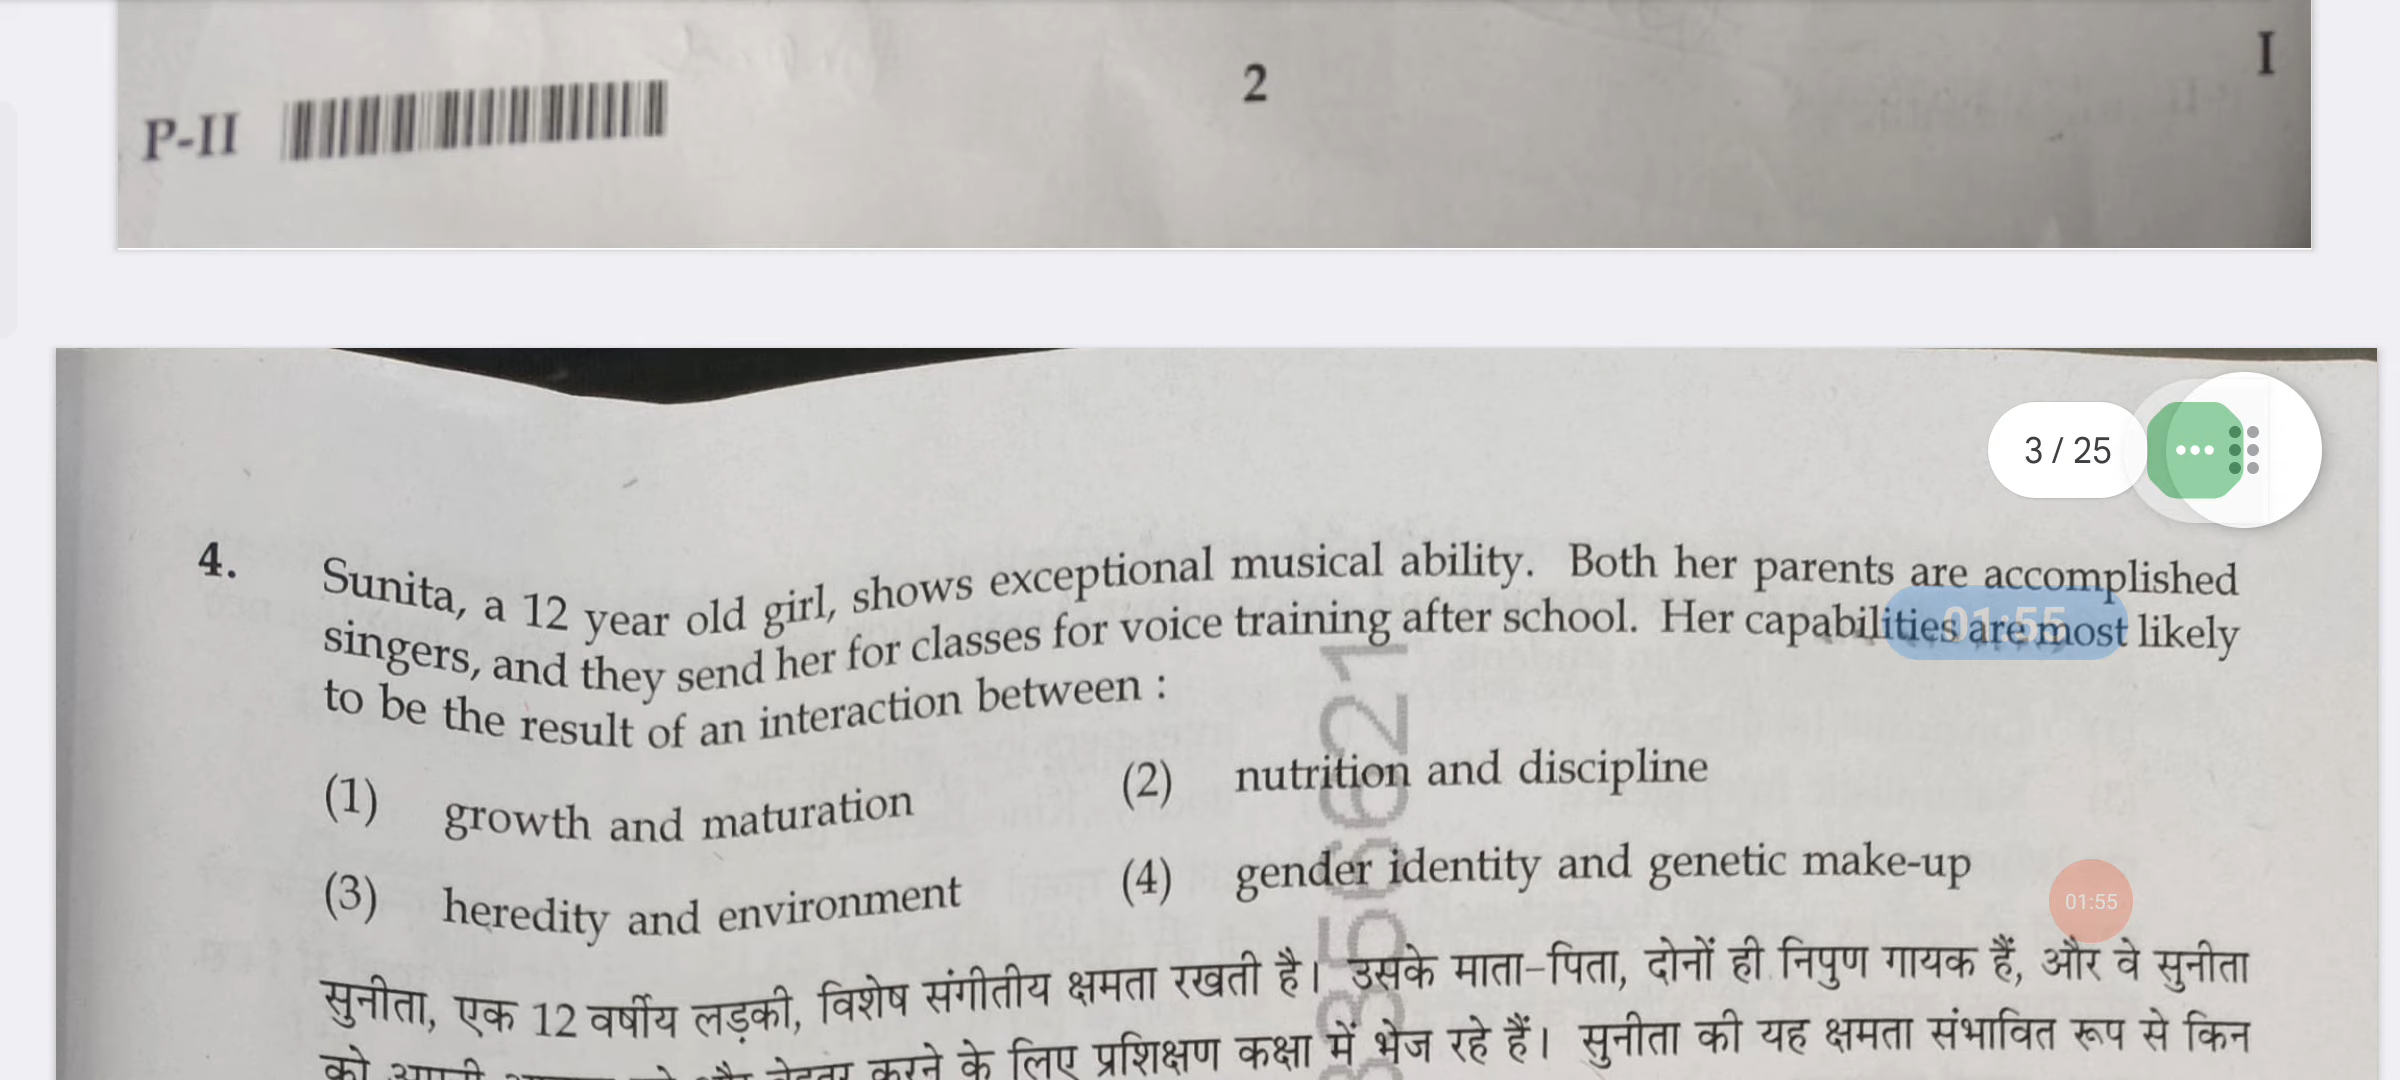 P-II
2
I
3 / 25
4. Sunita, a 12 year old girl, shows exceptional musical ability. Both her parents are accomplished
singers, and they send her for classes for voice training after school. Her capabilities are most likely
01:55
to be the result of an interaction between :
(1) growth and maturation (2) nutrition and discipline
(3) heredity and environment (4) gender identity and genetic make-up
01:55
सुनीता, एक 12 वर्षीय लड़की, विशेष संगीतीय क्षमता रखती है। उसके माता-पिता, दोनों ही निपुण गायक हैं, और वे सुनीता
को करने के लिए प्रशिक्षण कक्षा में भेज रहे हैं। सुनीता की यह क्षमता संभावित रूप से किन